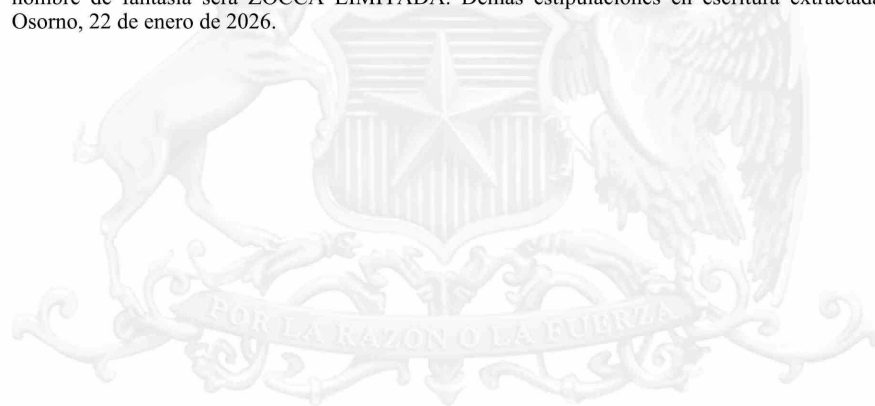 nombre de fantasía será ZOCCA LIMITADA. Demás estipulaciones en escritura extractada
Osorno, 22 de enero de 2026.
POR LA RAZON O LA FUERZA